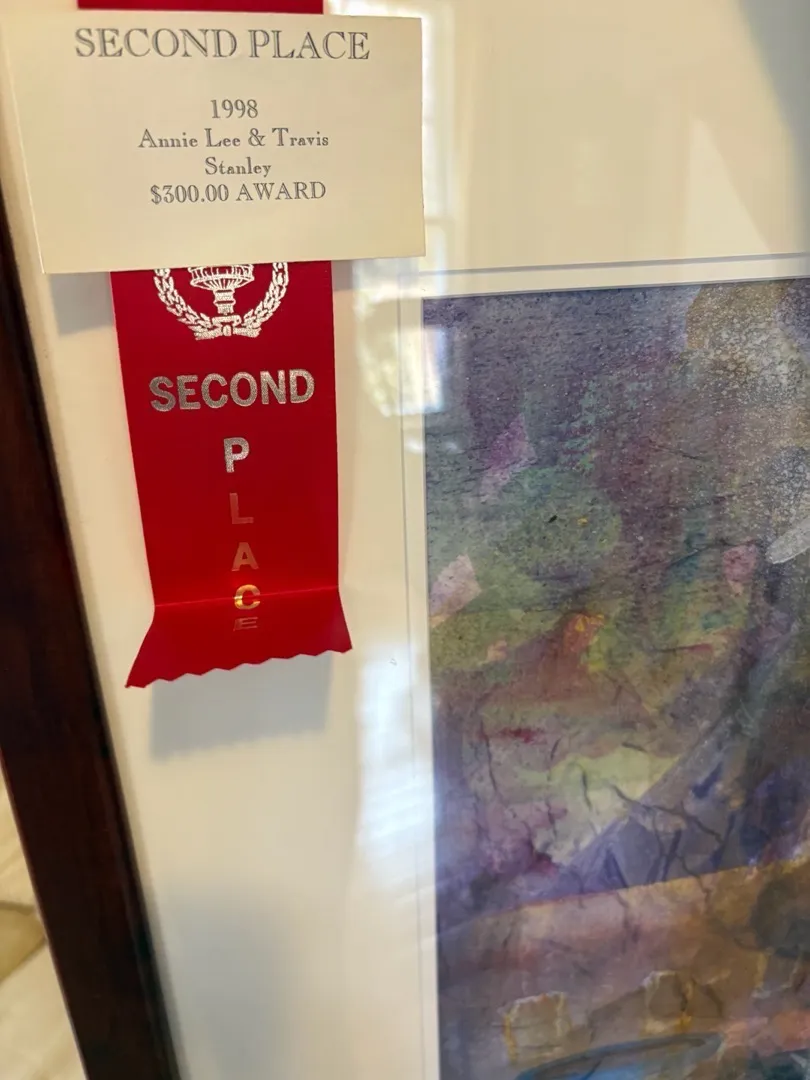 SECOND PLACE
1998
Annie Lee & Travis
Stanley
$300.00 AWARD
SECOND
P
L
A
C
E